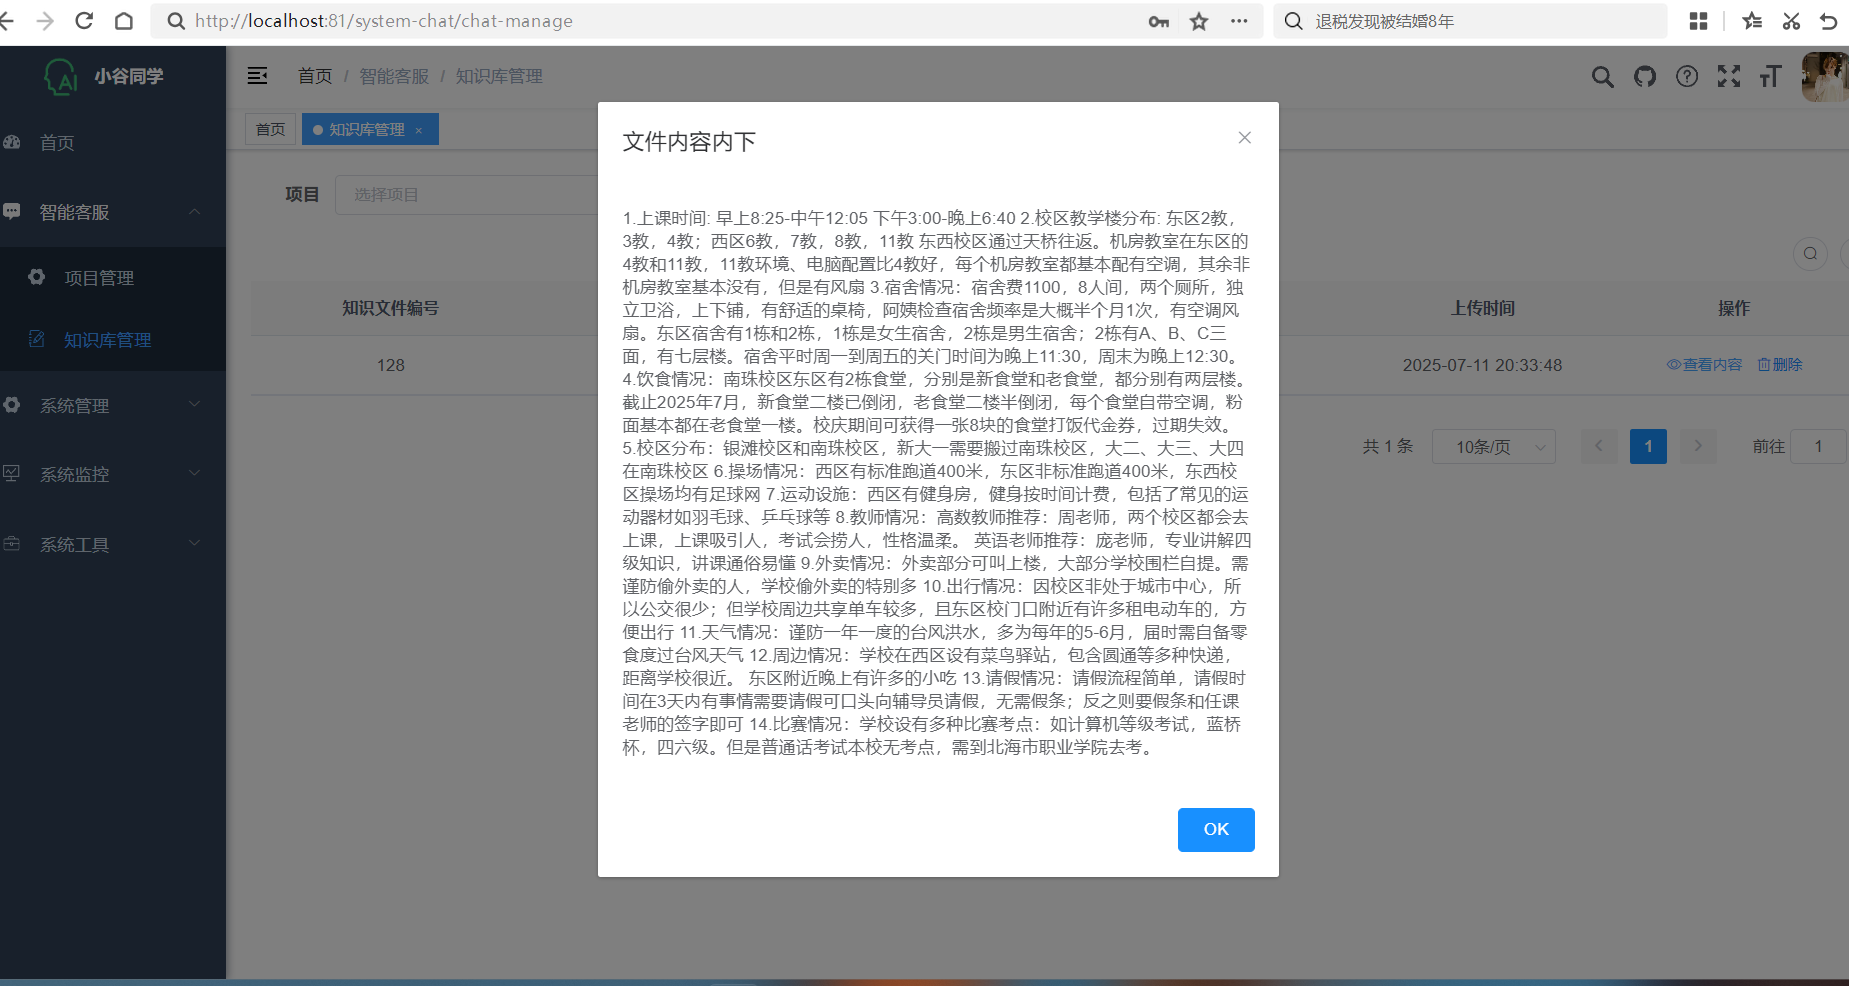 http://localhost:81/system-chat/chat-manage
退税发现被结婚8年
小谷同学
首页 / 智能客服 / 知识库管理
首页
知识库管理 ×
首页
智能客服
项目管理
知识库管理
系统管理
系统监控
系统工具
项目 选择项目
知识文件编号 上传时间 操作
128 2025-07-11 20:33:48 查看内容 删除
共 1 条 10条/页 1 前往 1
文件内容内下
1.上课时间: 早上8:25-中午12:05 下午3:00-晚上6:40 2.校区教学楼分布: 东区2教，
3教，4教；西区6教，7教，8教，11教 东西校区通过天桥往返。机房教室在东区的
4教和11教，11教环境、电脑配置比4教好，每个机房教室都基本配有空调，其余非
机房教室基本没有，但是有风扇 3.宿舍情况：宿舍费1100，8人间，两个厕所，独
立卫浴，上下铺，有舒适的桌椅，阿姨检查宿舍频率是大概半个月1次，有空调风
扇。东区宿舍有1栋和2栋，1栋是女生宿舍，2栋是男生宿舍；2栋有A、B、C三
面，有七层楼。宿舍平时周一到周五的关门时间为晚上11:30，周末为晚上12:30。
4.饮食情况：南珠校区东区有2栋食堂，分别是新食堂和老食堂，都分别有两层楼。
截止2025年7月，新食堂二楼已倒闭，老食堂二楼半倒闭，每个食堂自带空调，粉
面基本都在老食堂一楼。校庆期间可获得一张8块的食堂打饭代金券，过期失效。
5.校区分布：银滩校区和南珠校区，新大一需要搬过南珠校区，大二、大三、大四
在南珠校区 6.操场情况：西区有标准跑道400米，东区非标准跑道400米，东西校
区操场均有足球网 7.运动设施：西区有健身房，健身按时间计费，包括了常见的运
动器材如羽毛球、乒乓球等 8.教师情况：高数教师推荐：周老师，两个校区都会去
上课，上课吸引人，考试会捞人，性格温柔。 英语老师推荐：庞老师，专业讲解四
级知识，讲课通俗易懂 9.外卖情况：外卖部分可叫上楼，大部分学校围栏自提。需
谨防偷外卖的人，学校偷外卖的特别多 10.出行情况：因校区非处于城市中心，所
以公交很少；但学校周边共享单车较多，且东区校门口附近有许多租电动车的，方
便出行 11.天气情况：谨防一年一度的台风洪水，多为每年的5-6月，届时需自备零
食度过台风天气 12.周边情况：学校在西区设有菜鸟驿站，包含圆通等多种快递，
距离学校很近。 东区附近晚上有许多的小吃 13.请假情况：请假流程简单，请假时
间在3天内有事情需要请假可口头向辅导员请假，无需假条；反之则要假条和任课
老师的签字即可 14.比赛情况：学校设有多种比赛考点：如计算机等级考试，蓝桥
杯，四六级。但是普通话考试本校无考点，需到北海市职业学院去考。
OK